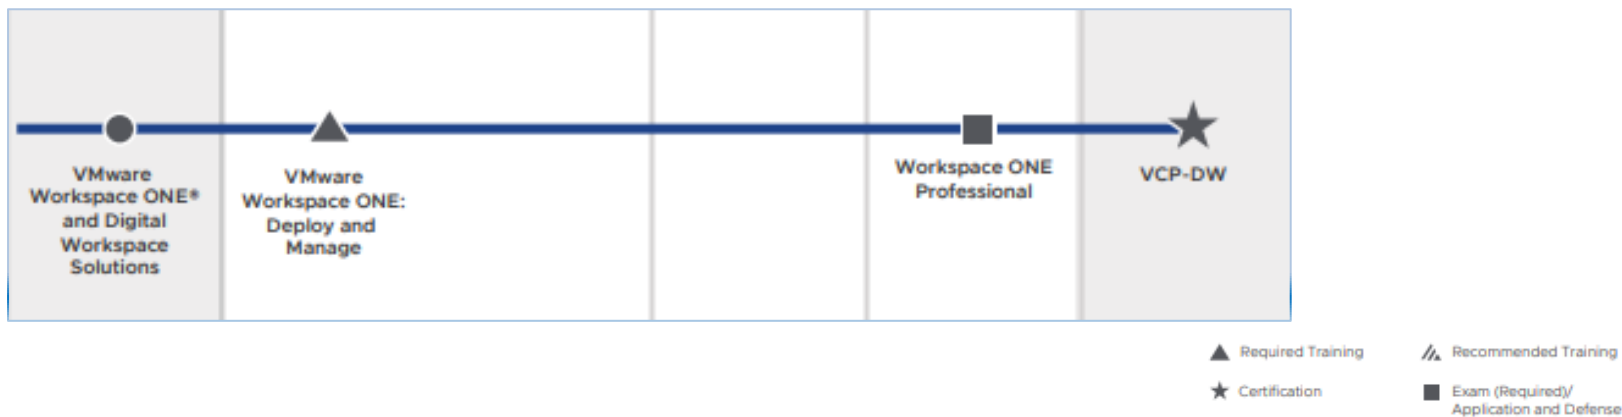 VMware
Workspace ONE®
and Digital
Workspace
Solutions
VMware
Workspace ONE:
Deploy and
Manage
Workspace ONE
Professional
VCP-DW
Required Training
Recommended Training
Certification
Exam (Required)/
Application and Defense